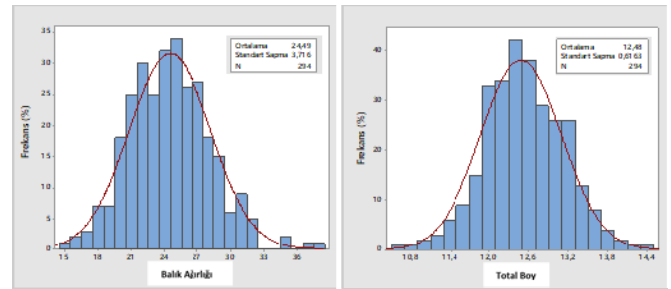 35
30
25
20
15
10
5
0
Frekans (%)
Ortalama 24,49
Standart Sapma 3,716
N 294
15 18 21 24 27 30 33 36
Balık Ağırlığı
40
30
20
10
0
Frekans (%)
Ortalama 12,48
Standart Sapma 0,6163
N 294
10,8 11,4 12,0 12,6 13,2 13,8 14,4
Total Boy